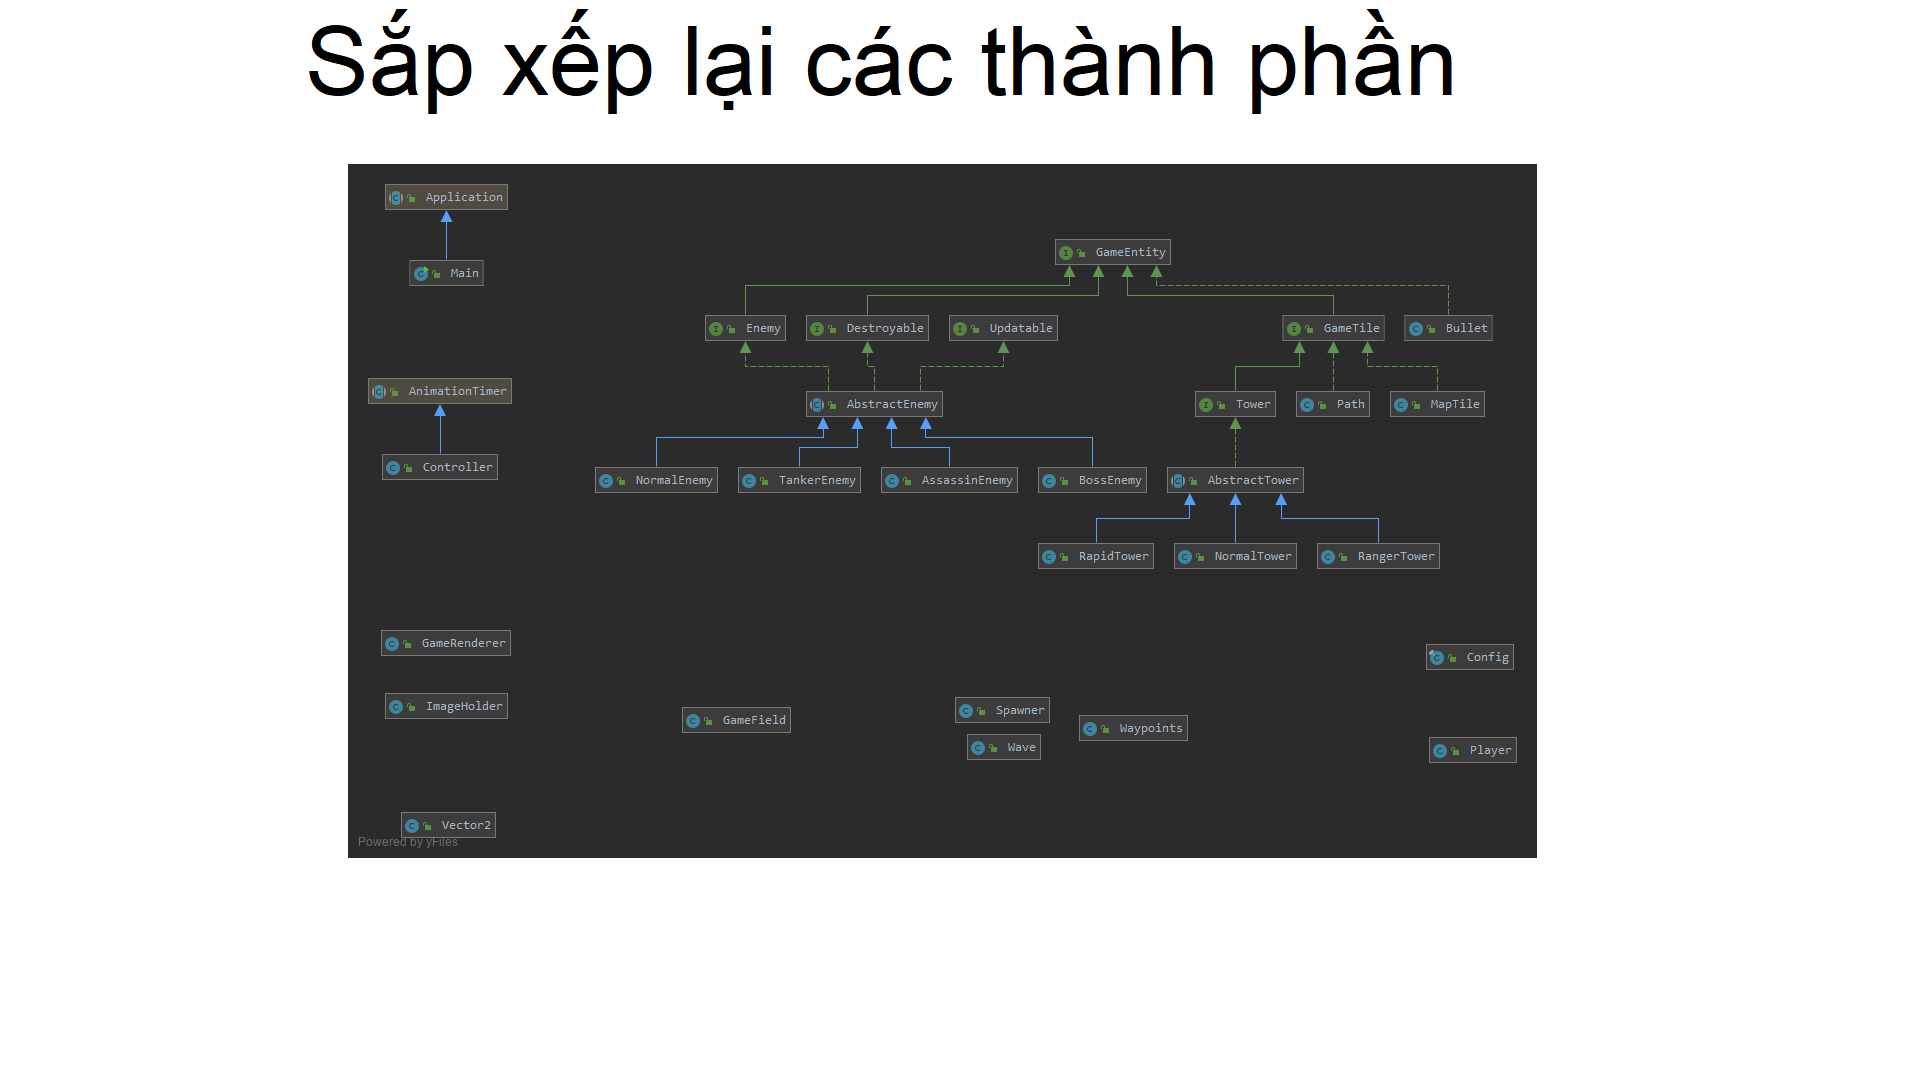 Sắp xếp lại các thành phần
Application
Main
GameEntity
Enemy
Destroyable
Updatable
GameTile
Bullet
AnimationTimer
AbstractEnemy
Tower
Path
MapTile
Controller
NormalEnemy
TankerEnemy
AssassinEnemy
BossEnemy
AbstractTower
RapidTower
NormalTower
RangerTower
GameRenderer
Config
ImageHolder
GameField
Spawner
Waypoints
Wave
Player
Vector2
Powered by yFiles